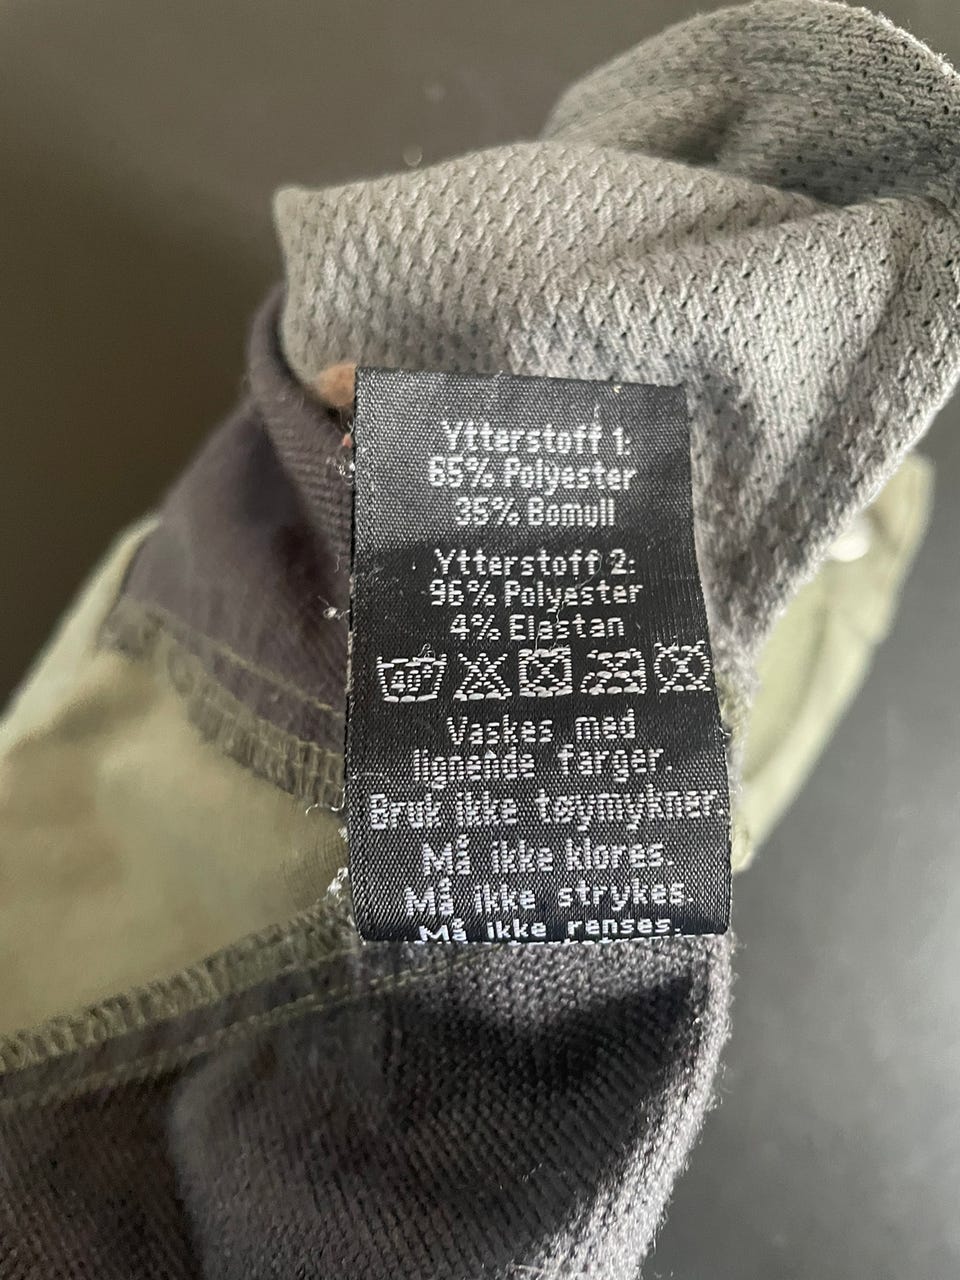 Ytterstoff 1:
65% Polyester
35% Bomull
Ytterstoff 2:
96% Polyester
4% Elastan
40°
Vaskes med
lignende farger.
Bruk ikke tøymykner.
Må ikke klores.
Må ikke strykes.
Må ikke renses.